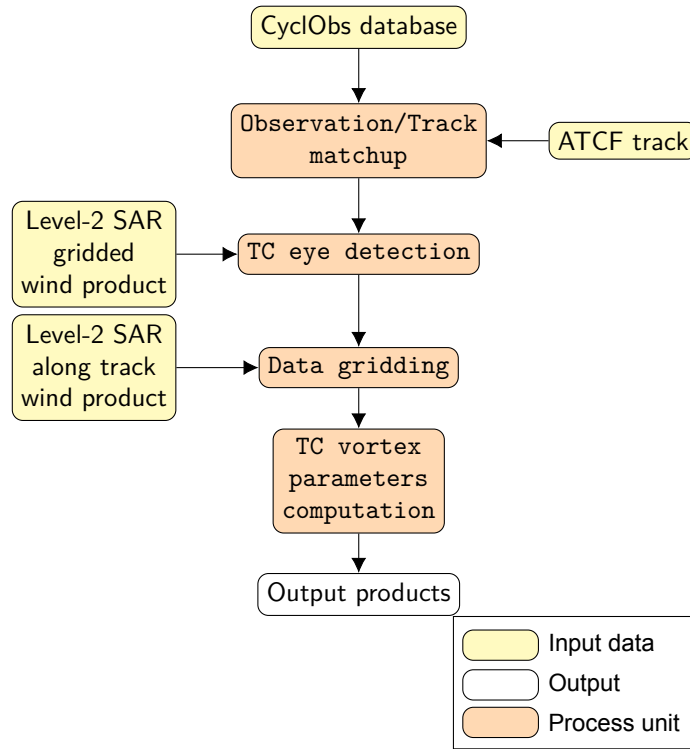 CyclObs database
Observation/Track
matchup
ATCF track
Level-2 SAR
gridded
wind product
TC eye detection
Level-2 SAR
along track
wind product
Data gridding
TC vortex
parameters
computation
Output products
Input data
Output
Process unit